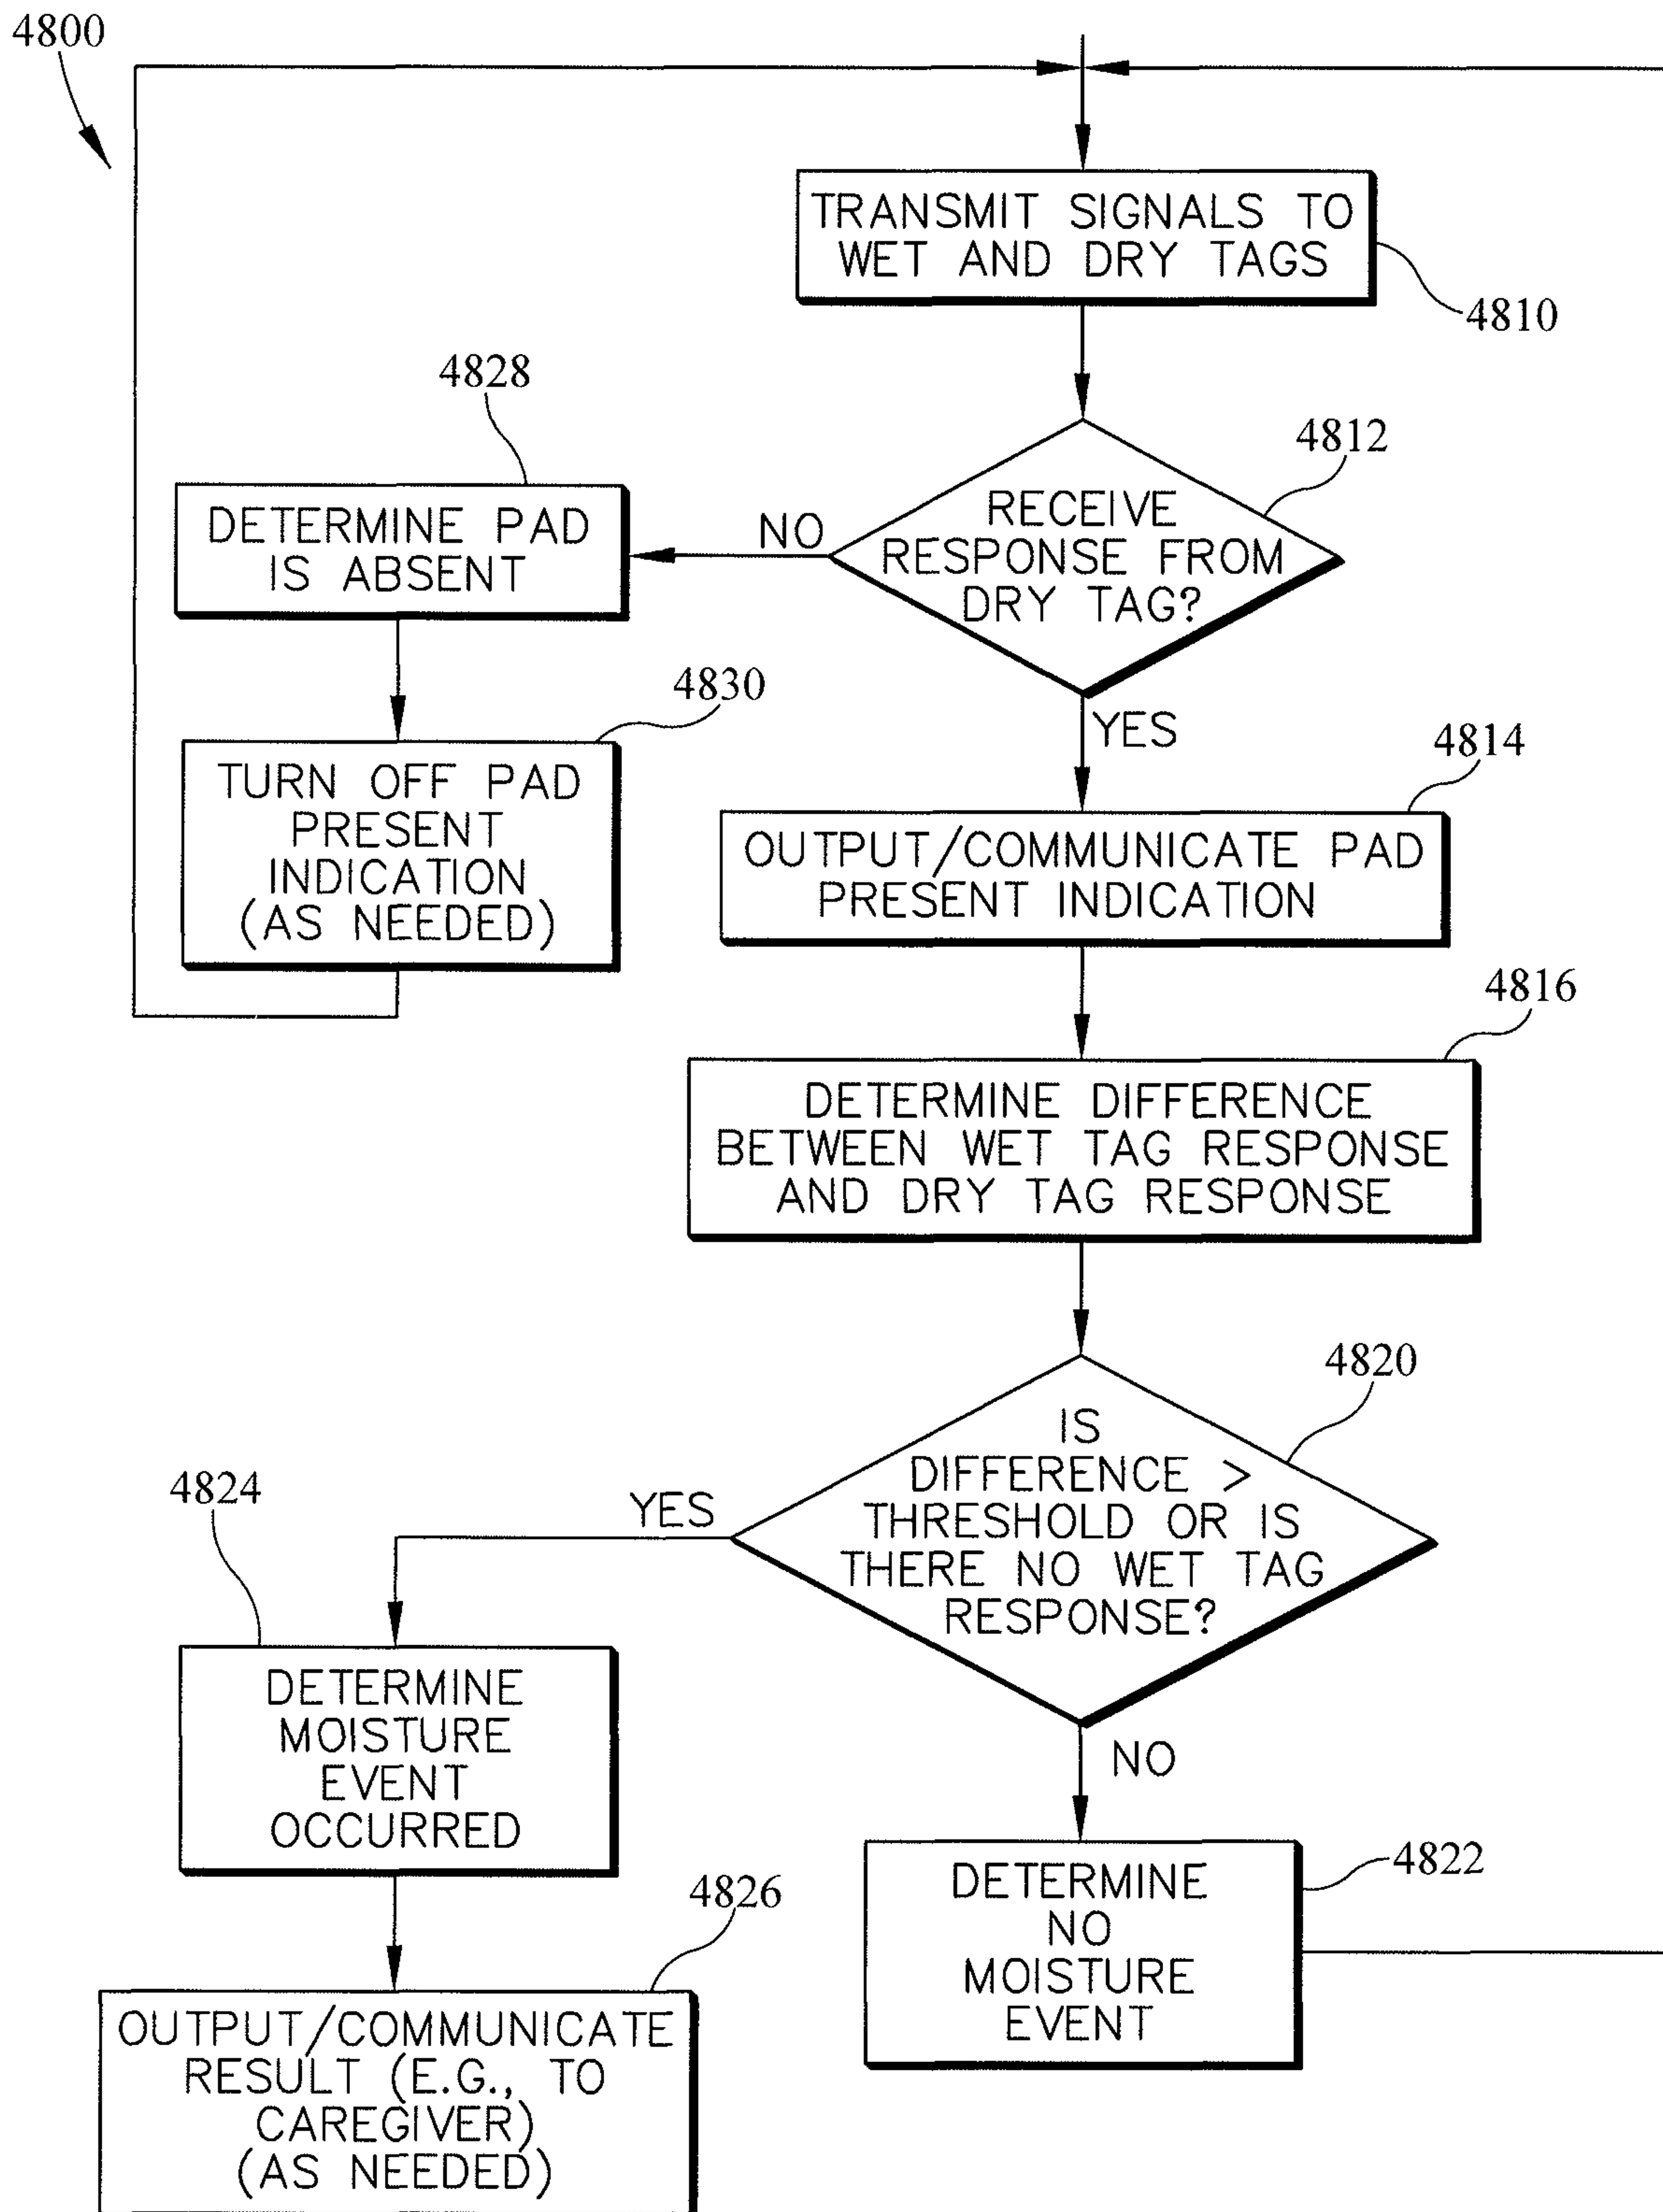 4800
TRANSMIT SIGNALS TO
WET AND DRY TAGS
4810
4828
4812
DETERMINE PAD
IS ABSENT
NO
RECEIVE
RESPONSE FROM
DRY TAG?
4830
YES
TURN OFF PAD
PRESENT
INDICATION
(AS NEEDED)
4814
OUTPUT/COMMUNICATE PAD
PRESENT INDICATION
4816
DETERMINE DIFFERENCE
BETWEEN WET TAG RESPONSE
AND DRY TAG RESPONSE
4820
IS
DIFFERENCE >
THRESHOLD OR IS
THERE NO WET TAG
RESPONSE?
4824
YES
DETERMINE
MOISTURE
EVENT
OCCURRED
NO
4822
DETERMINE
NO
MOISTURE
EVENT
4826
OUTPUT/COMMUNICATE
RESULT (E.G., TO
CAREGIVER)
(AS NEEDED)